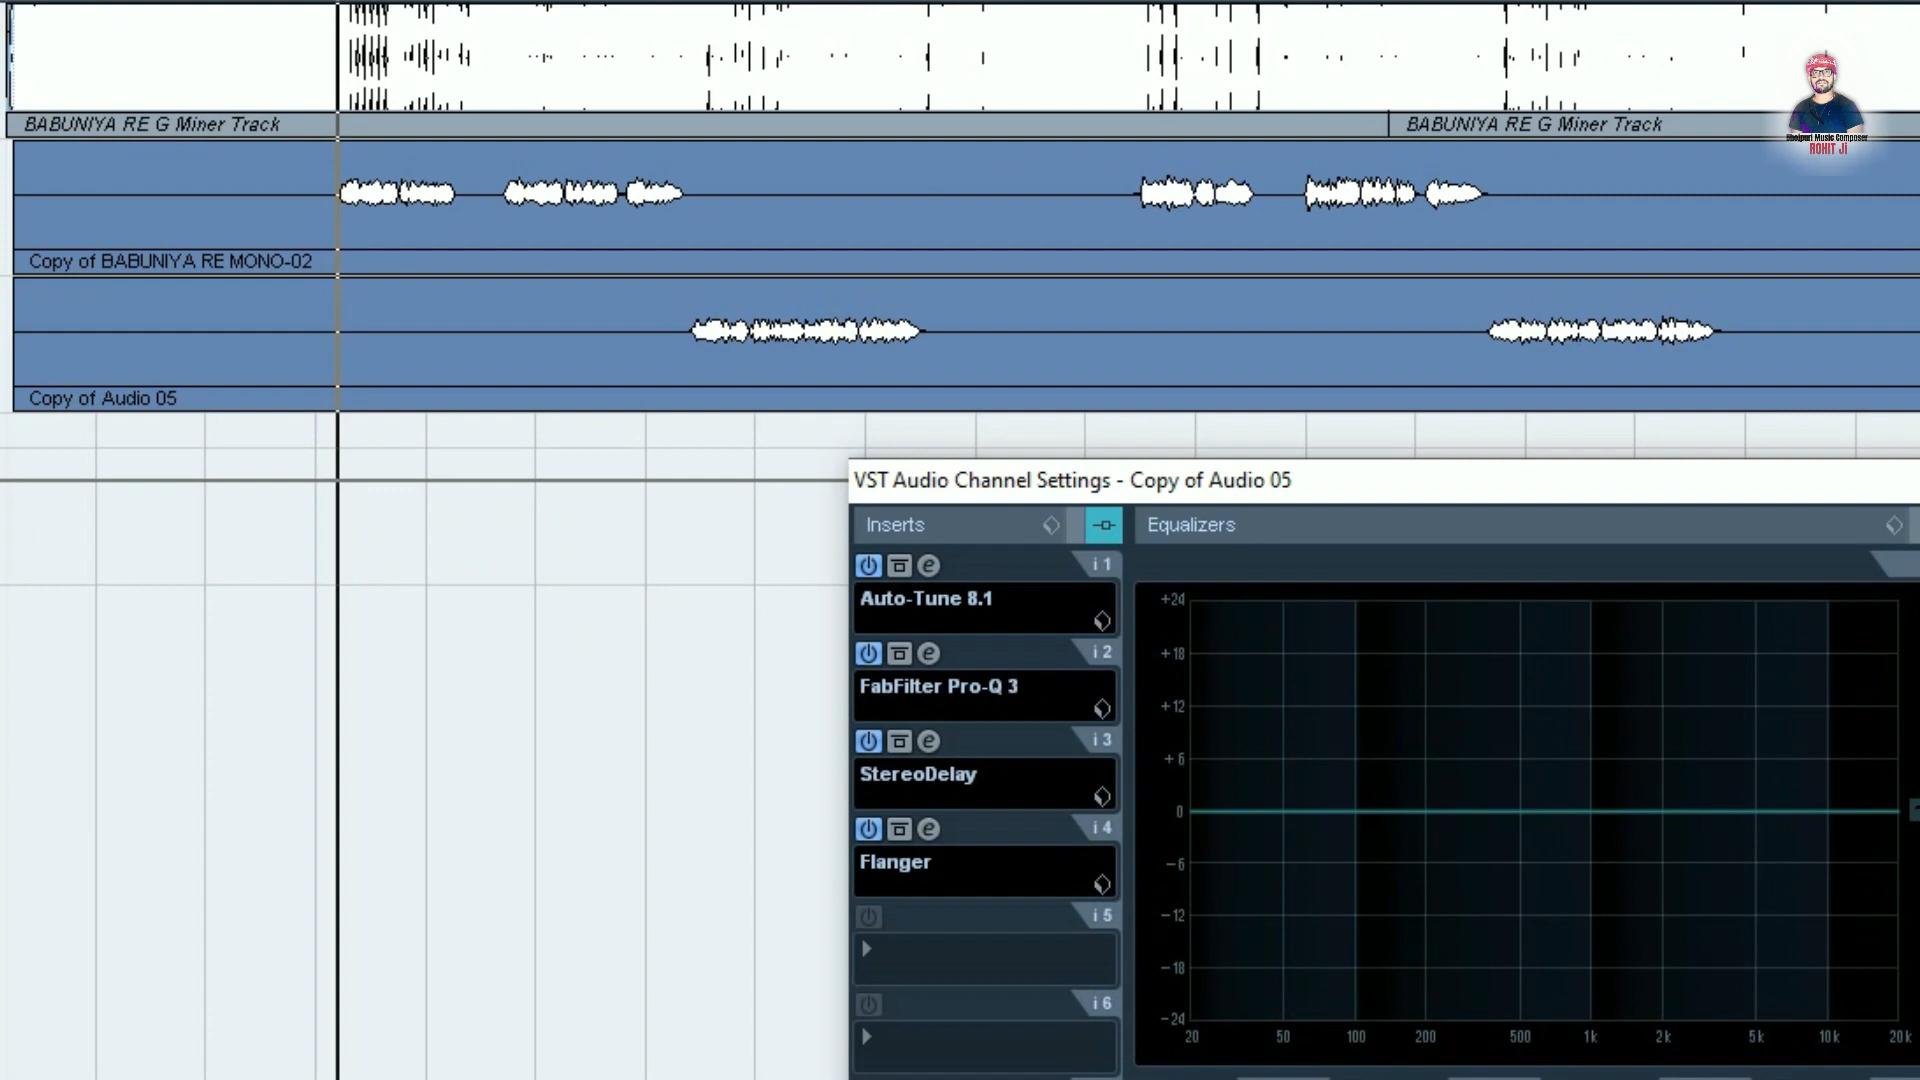 BABUNIYA RE G Miner Track
BABUNIYA RE G Miner Track
Bhojpuri Music Composer
ROHIT Ji
Copy of BABUNIYA RE MONO-02
Copy of Audio 05
VST Audio Channel Settings - Copy of Audio 05
Inserts
Equalizers
e
i 1
Auto-Tune 8.1
e
i 2
FabFilter Pro-Q 3
e
i 3
StereoDelay
e
i 4
Flanger
i 5
i 6
+24
+18
+12
+6
0
-6
-12
-18
-24
20 50 100 200 500 1k 2k 5k 10k 20k